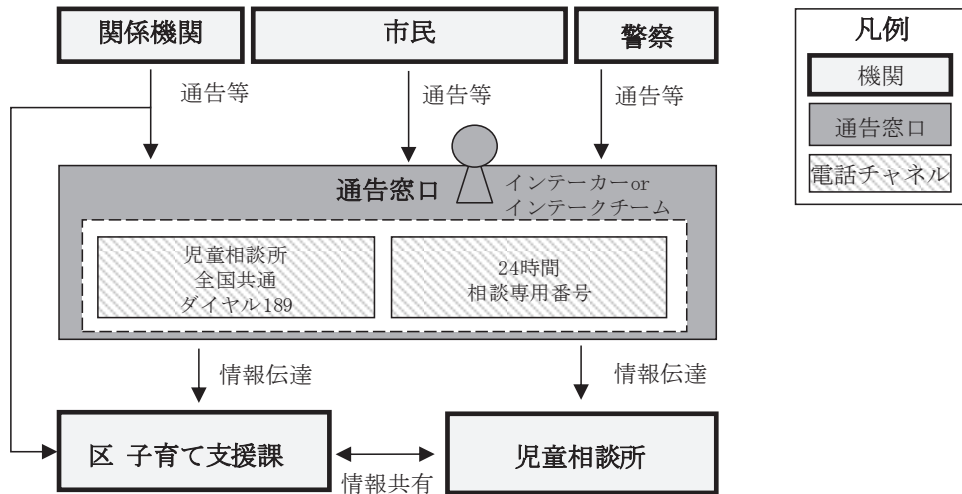 関係機関
市民
警察
通告等
通告等
通告等
通告窓口
インテーカーor
インテークチーム
児童相談所
全国共通
ダイヤル189
24時間
相談専用番号
情報伝達
情報伝達
区 子育て支援課
情報共有
児童相談所
凡例
機関
通告窓口
電話チャネル